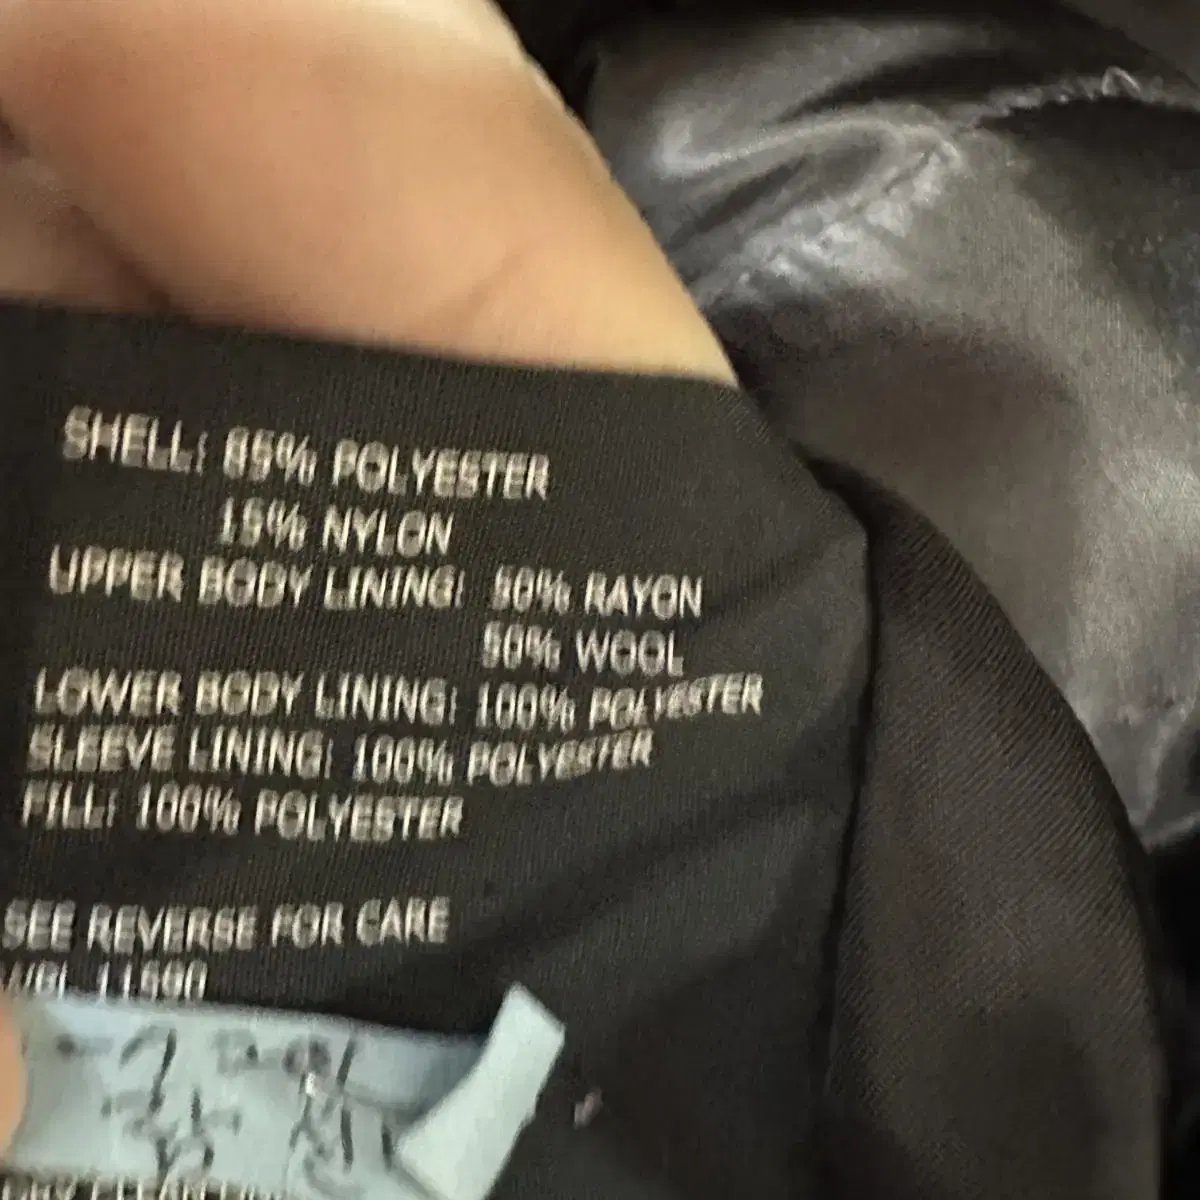 SHELL: 85% POLYESTER
15% NYLON
UPPER BODY LINING: 50% RAYON
50% WOOL
LOWER BODY LINING: 100% POLYESTER
SLEEVE LINING: 100% POLYESTER
FILL: 100% POLYESTER
SEE REVERSE FOR CARE